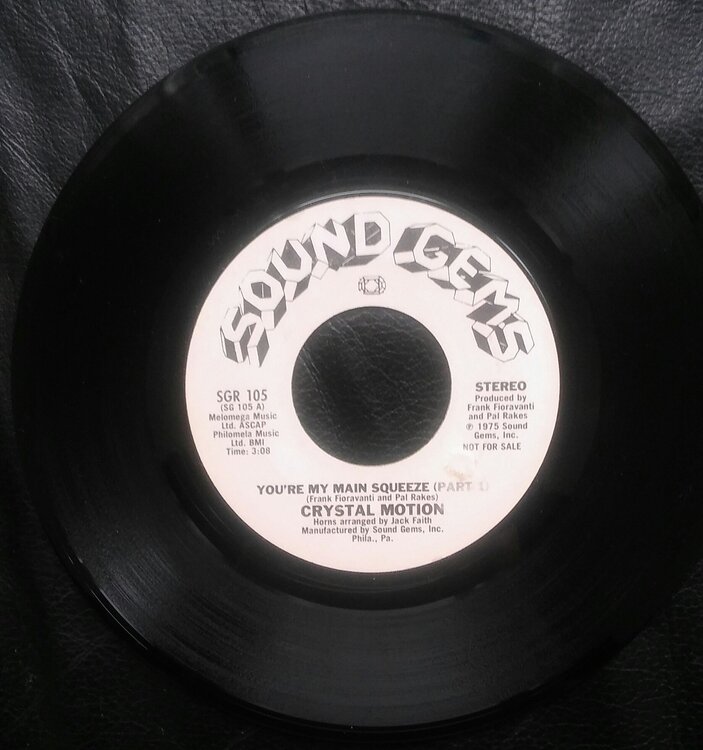 SOUND GEMS
SGR 105
(SG 105 A)
Melomega Music
Ltd. ASCAP
Philomela Music
Ltd. BMI
Time: 3:08
STEREO
Produced by
Frank Fioravanti
and Pal Rakes
℗ 1975 Sound
Gems, Inc.
NOT FOR SALE
YOU'RE MY MAIN SQUEEZE (PART 1)
(Frank Fioravanti and Pal Rakes)
CRYSTAL MOTION
Horns arranged by Jack Faith
Manufactured by Sound Gems, Inc.
Phila., Pa.